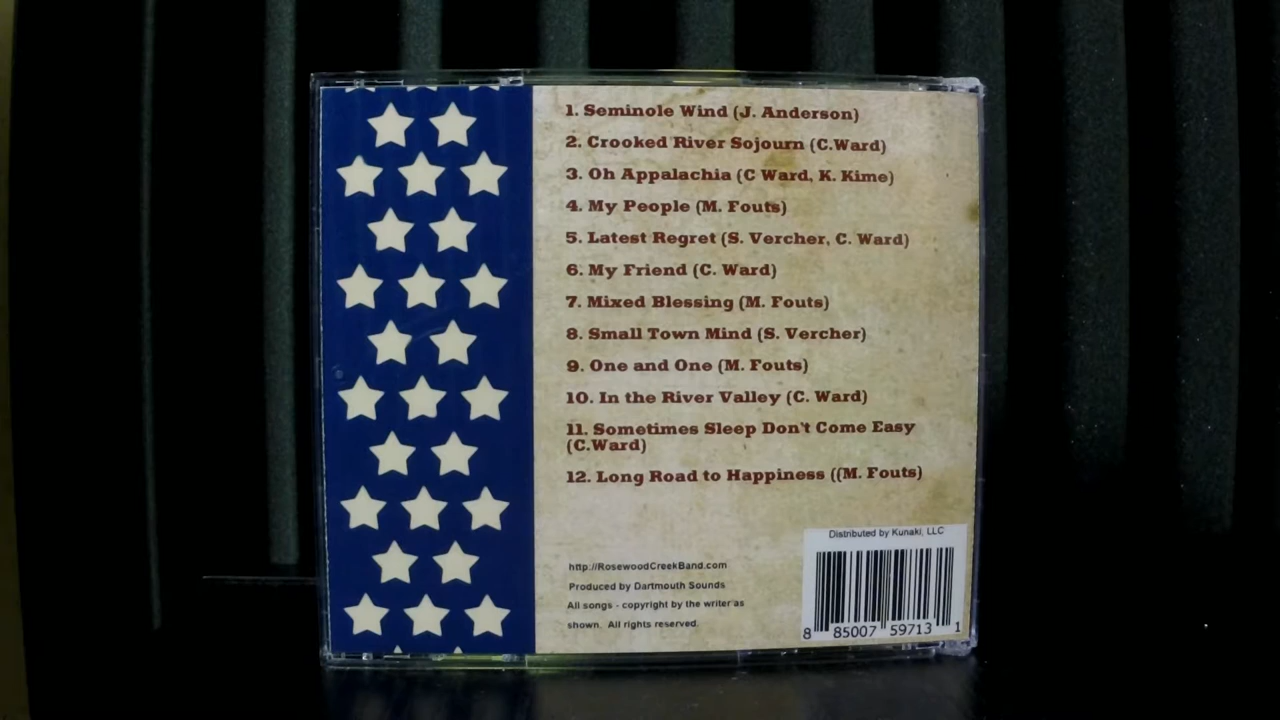 1. Seminole Wind (J. Anderson)
2. Crooked River Sojourn (C.Ward)
3. Oh Appalachia (C Ward, K. Kime)
4. My People (M. Fouts)
5. Latest Regret (S. Vercher, C. Ward)
6. My Friend (C. Ward)
7. Mixed Blessing (M. Fouts)
8. Small Town Mind (S. Vercher)
9. One and One (M. Fouts)
10. In the River Valley (C. Ward)
11. Sometimes Sleep Don't Come Easy
(C.Ward)
12. Long Road to Happiness ((M. Fouts)
http://RosewoodCreekBand.com
Produced by Dartmouth Sounds
All songs - copyright by the writer as
shown. All rights reserved.
Distributed by Kunaki, LLC
8 85007 59713 1